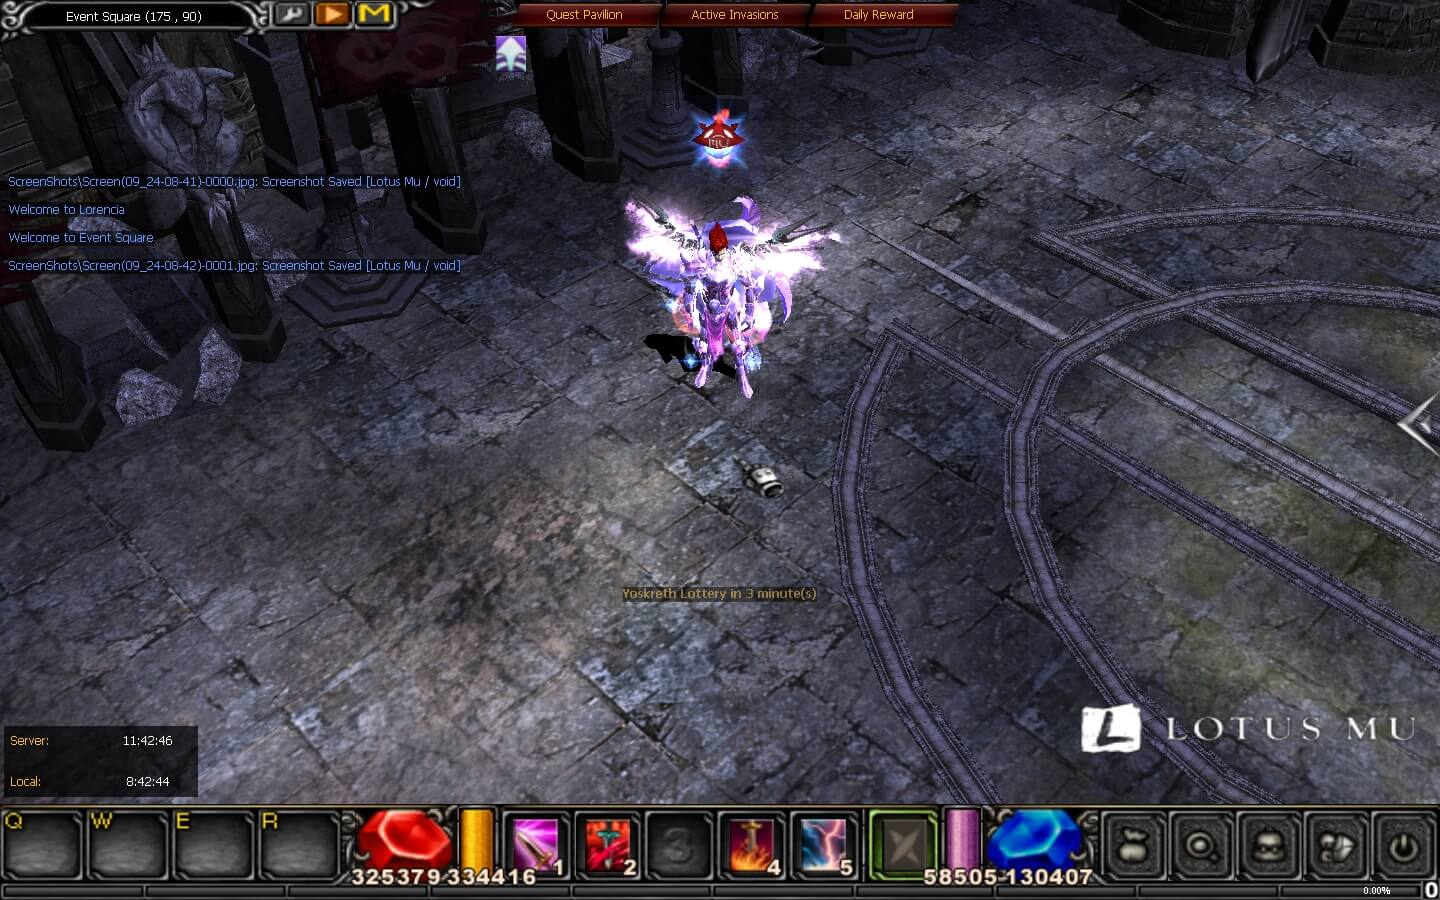 Event Square (175 , 90)
Quest Pavilion
Active Invasions
Daily Reward
ScreenShots\Screen(09_24-08-41)-0000.jpg: Screenshot Saved [Lotus Mu / void]
Welcome to Lorencia
Welcome to Event Square
ScreenShots\Screen(09_24-08-42)-0001.jpg: Screenshot Saved [Lotus Mu / void]
Yoskreth Lottery in 3 minute(s)
L LOTUS MU
Server: 11:42:46
Local: 8:42:44
Q W E R
1 2 3 4 5
325379 334416 58505 130407
0.00% 0